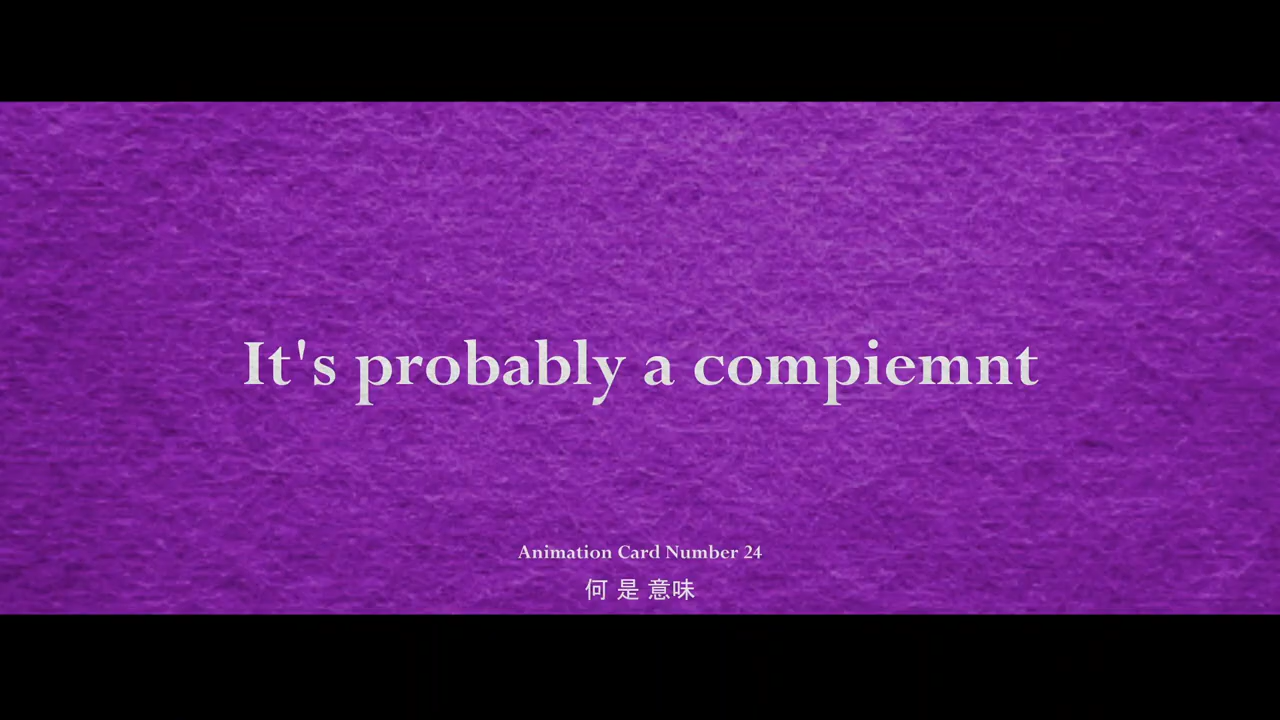 It's probably a compiemnt
Animation Card Number 24
何 是 意味